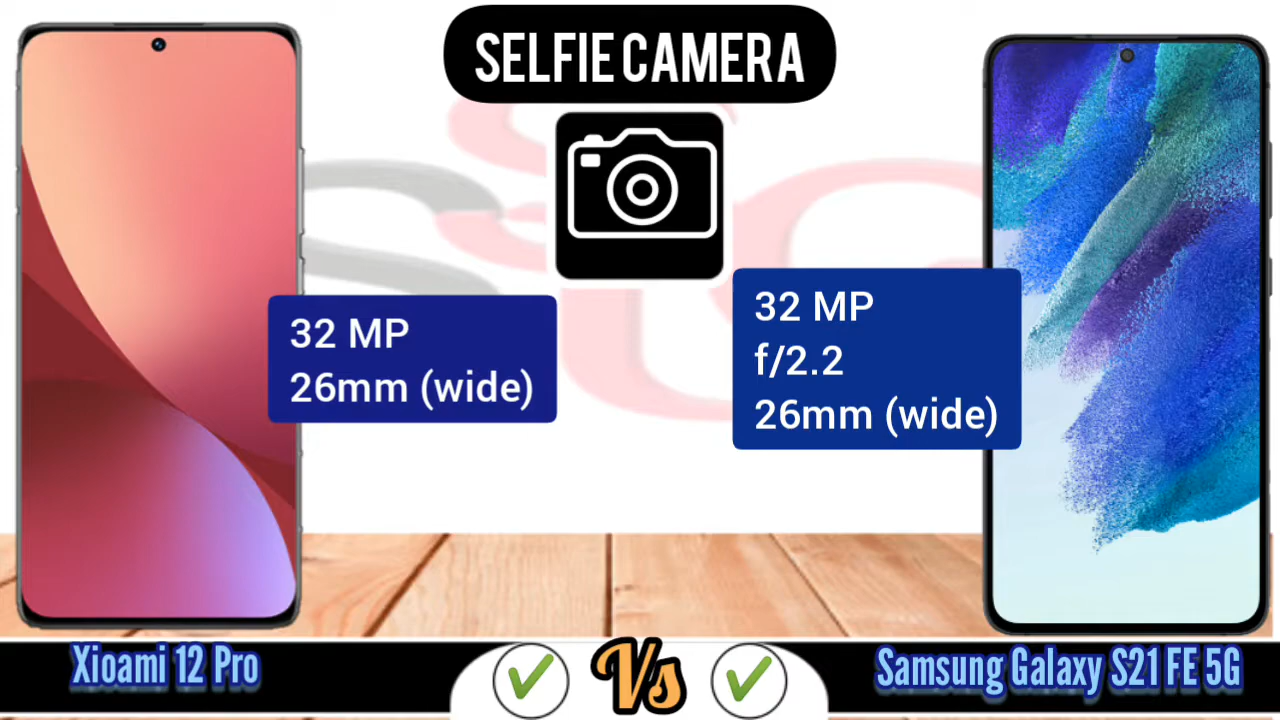 SELFIE CAMERA
32 MP
26mm (wide)
32 MP
f/2.2
26mm (wide)
Xioami 12 Pro
Vs
Samsung Galaxy S21 FE 5G